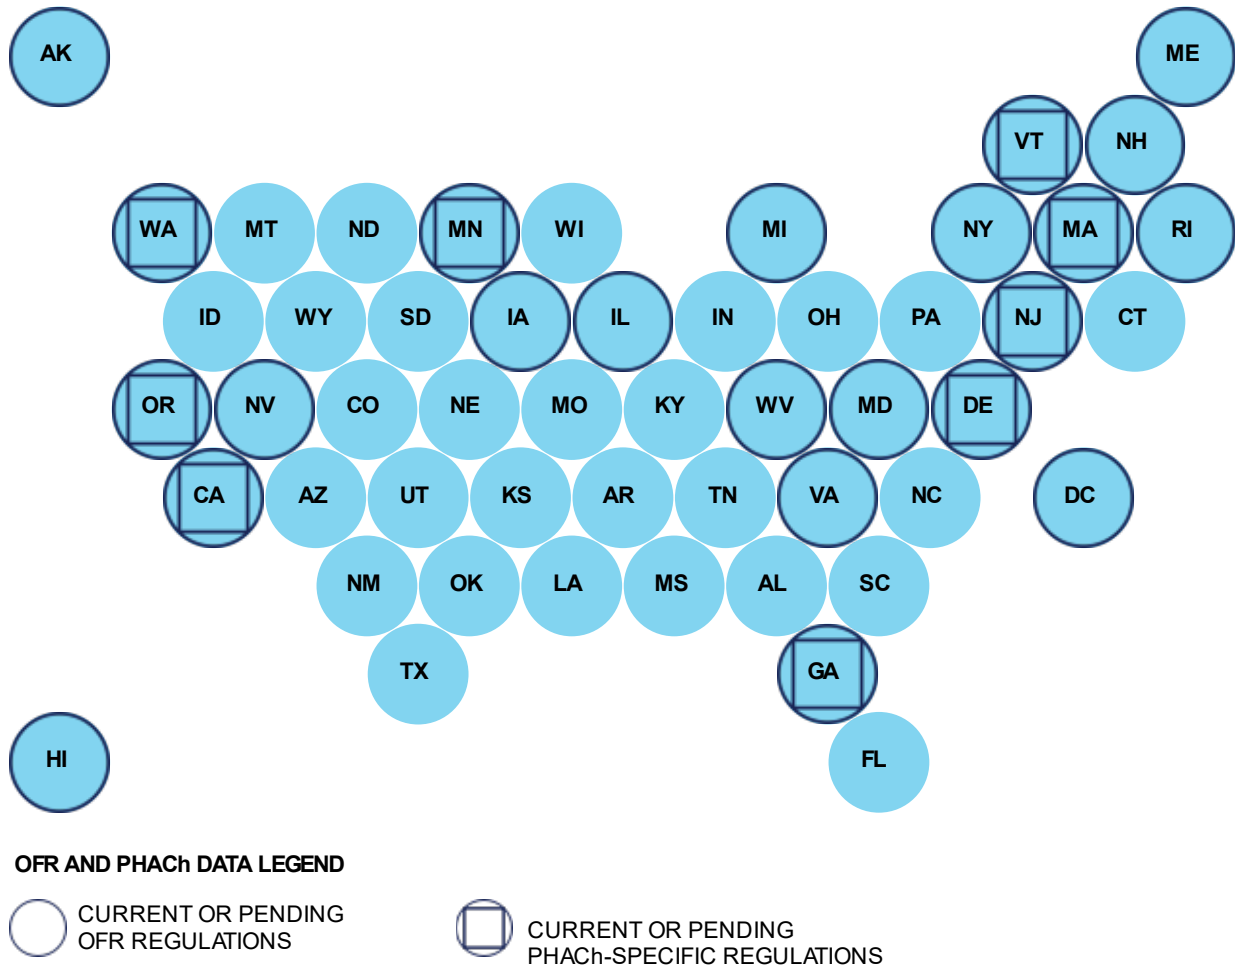 AK ME
VT NH
WA MT ND MN WI MI NY MA RI
ID WY SD IA IL IN OH PA NJ CT
OR NV CO NE MO KY WV MD DE
CA AZ UT KS AR TN VA NC DC
NM OK LA MS AL SC
TX GA
HI FL
OFR AND PHACh DATA LEGEND
CURRENT OR PENDING
OFR REGULATIONS
CURRENT OR PENDING
PHACh-SPECIFIC REGULATIONS